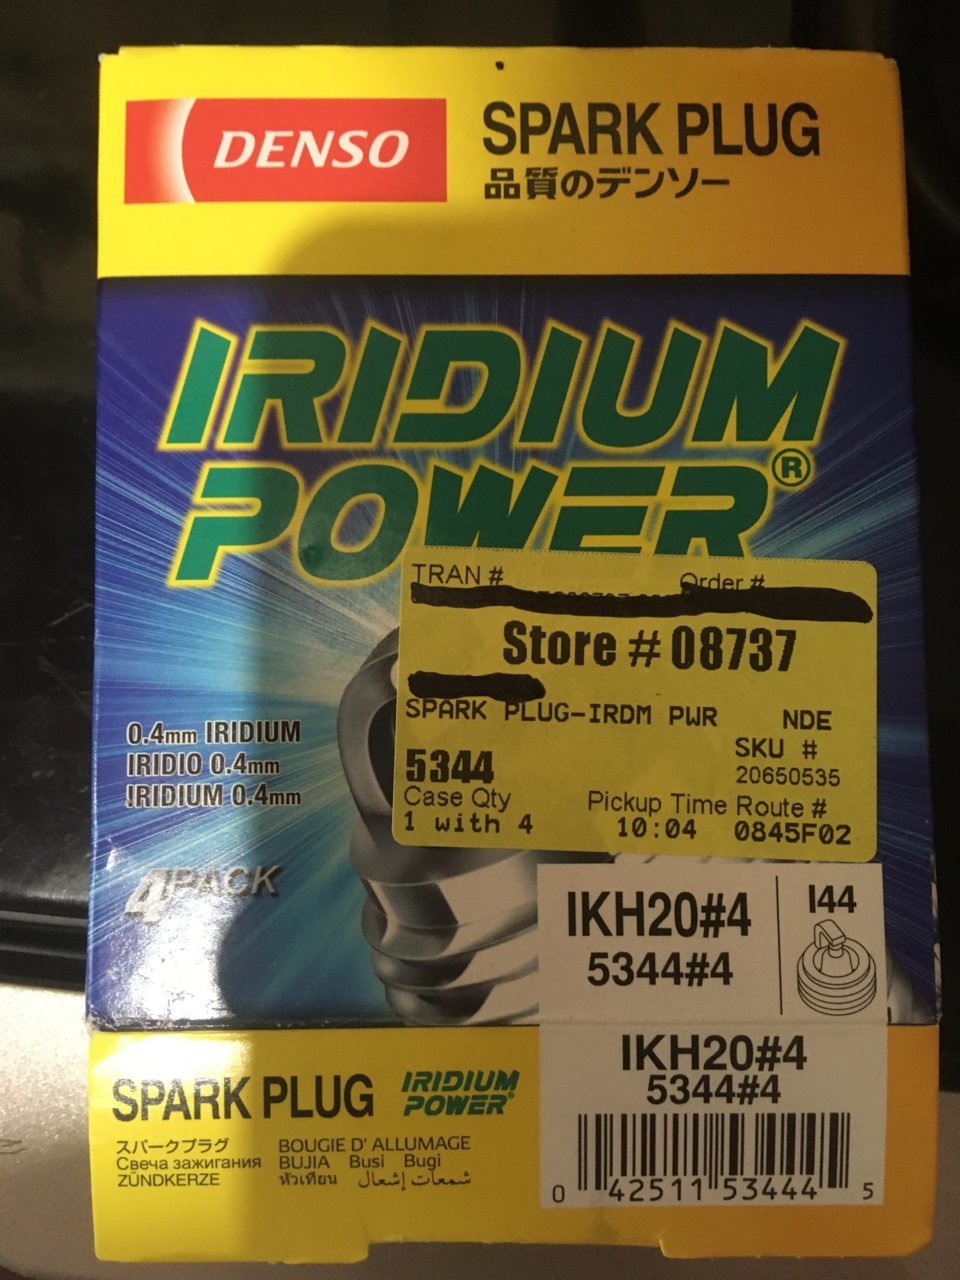 DENSO
SPARK PLUG
品質のデンソー
IRIDIUM
POWER®
TRAN # Order #
Store # 08737
SPARK PLUG-IRDM PWR NDE
5344
SKU #
20650535
Case Qty Pickup Time Route #
1 with 4 10:04 0845F02
0.4mm IRIDIUM
IRIDIO 0.4mm
IRIDIUM 0.4mm
4PACK
IKH20#4 I44
5344#4
IKH20#4
5344#4
0 42511 53444 5
SPARK PLUG IRIDIUM
POWER®
スパークプラグ BOUGIE D' ALLUMAGE
Свеча зажигания BUJIA Busi Bugi
ZÜNDKERZE หัวเทียน شمعات إشعال